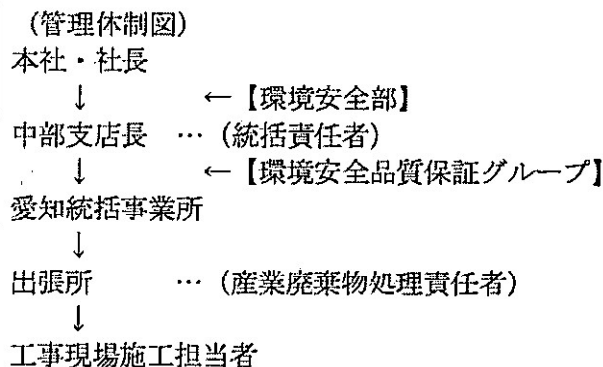 （管理体制図）
本社・社長
↓ ←【環境安全部】
中部支店長 …（統括責任者）
↓ ←【環境安全品質保証グループ】
愛知統括事業所
↓
出張所 …（産業廃棄物処理責任者）
↓
工事現場施工担当者